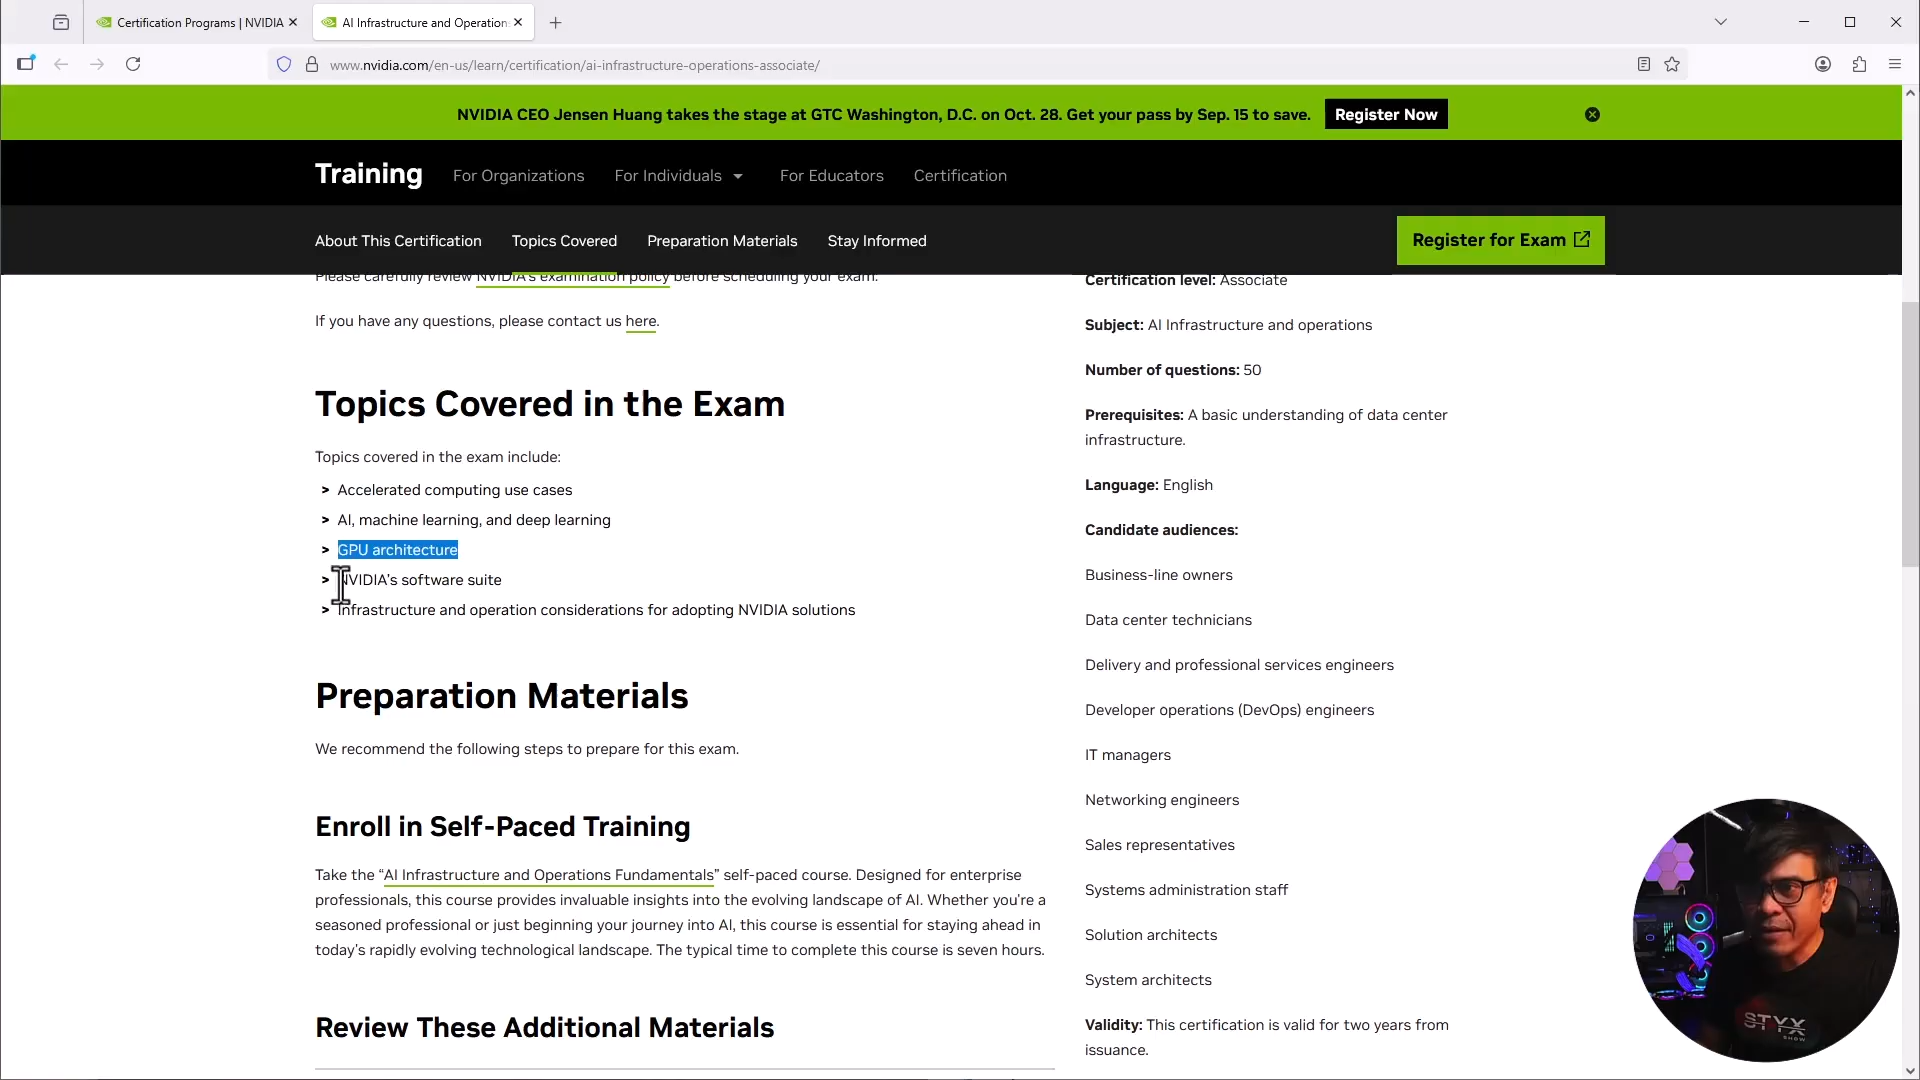 Certification Programs | NVIDIA
AI Infrastructure and Operation
www.nvidia.com/en-us/learn/certification/ai-infrastructure-operations-associate/
NVIDIA CEO Jensen Huang takes the stage at GTC Washington, D.C. on Oct. 28. Get your pass by Sep. 15 to save.
Register Now
Training
For Organizations
For Individuals
For Educators
Certification
About This Certification
Topics Covered
Preparation Materials
Stay Informed
Register for Exam
Please carefully review NVIDIA's examination policy before scheduling your exam.
If you have any questions, please contact us here.
Topics Covered in the Exam
Topics covered in the exam include:
> Accelerated computing use cases
> AI, machine learning, and deep learning
> GPU architecture
> NVIDIA's software suite
> Infrastructure and operation considerations for adopting NVIDIA solutions
Preparation Materials
We recommend the following steps to prepare for this exam.
Enroll in Self-Paced Training
Take the “AI Infrastructure and Operations Fundamentals” self-paced course. Designed for enterprise
professionals, this course provides invaluable insights into the evolving landscape of AI. Whether you're a
seasoned professional or just beginning your journey into AI, this course is essential for staying ahead in
today's rapidly evolving technological landscape. The typical time to complete this course is seven hours.
Review These Additional Materials
Certification level: Associate
Subject: AI Infrastructure and operations
Number of questions: 50
Prerequisites: A basic understanding of data center
infrastructure.
Language: English
Candidate audiences:
Business-line owners
Data center technicians
Delivery and professional services engineers
Developer operations (DevOps) engineers
IT managers
Networking engineers
Sales representatives
Systems administration staff
Solution architects
System architects
Validity: This certification is valid for two years from
issuance.
STYX
SHOW